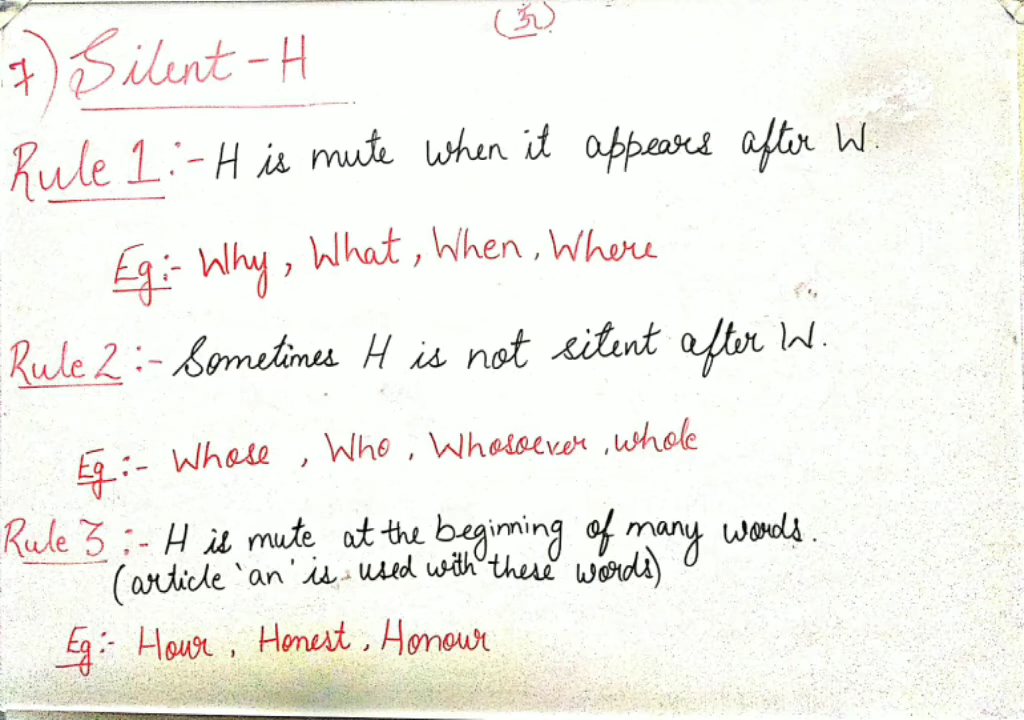 (ॐ)
7) Silent - H
Rule 1 :- H is mute when it appears after W.
Eg :- Why, What, When, Where
Rule 2 :- Sometimes H is not silent after W.
Eg :- Whose, Who, Whosoever, whole
Rule 3 :- H is mute at the beginning of many words.
(article 'an' is used with these words)
Eg :- Hour, Honest, Honour